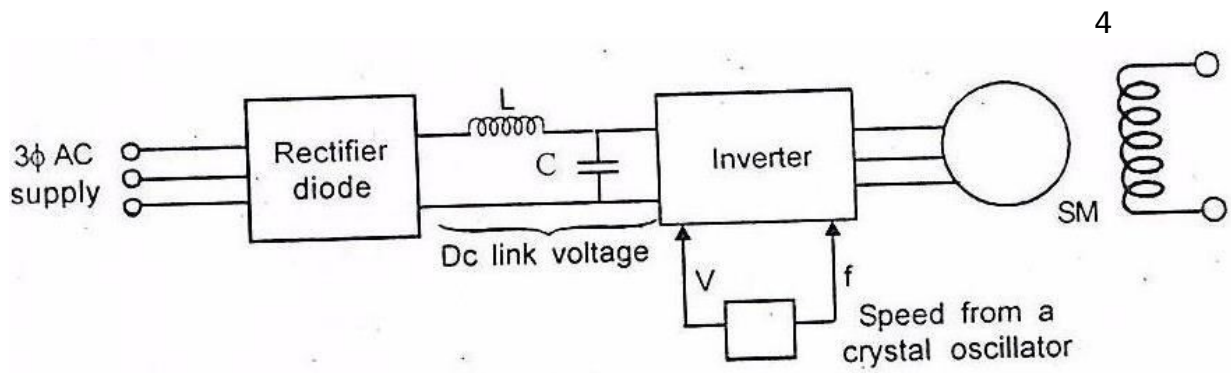 4
3ϕ AC
supply
Rectifier
diode
L
C
Dc link voltage
Inverter
V
f
SM
Speed from a
crystal oscillator